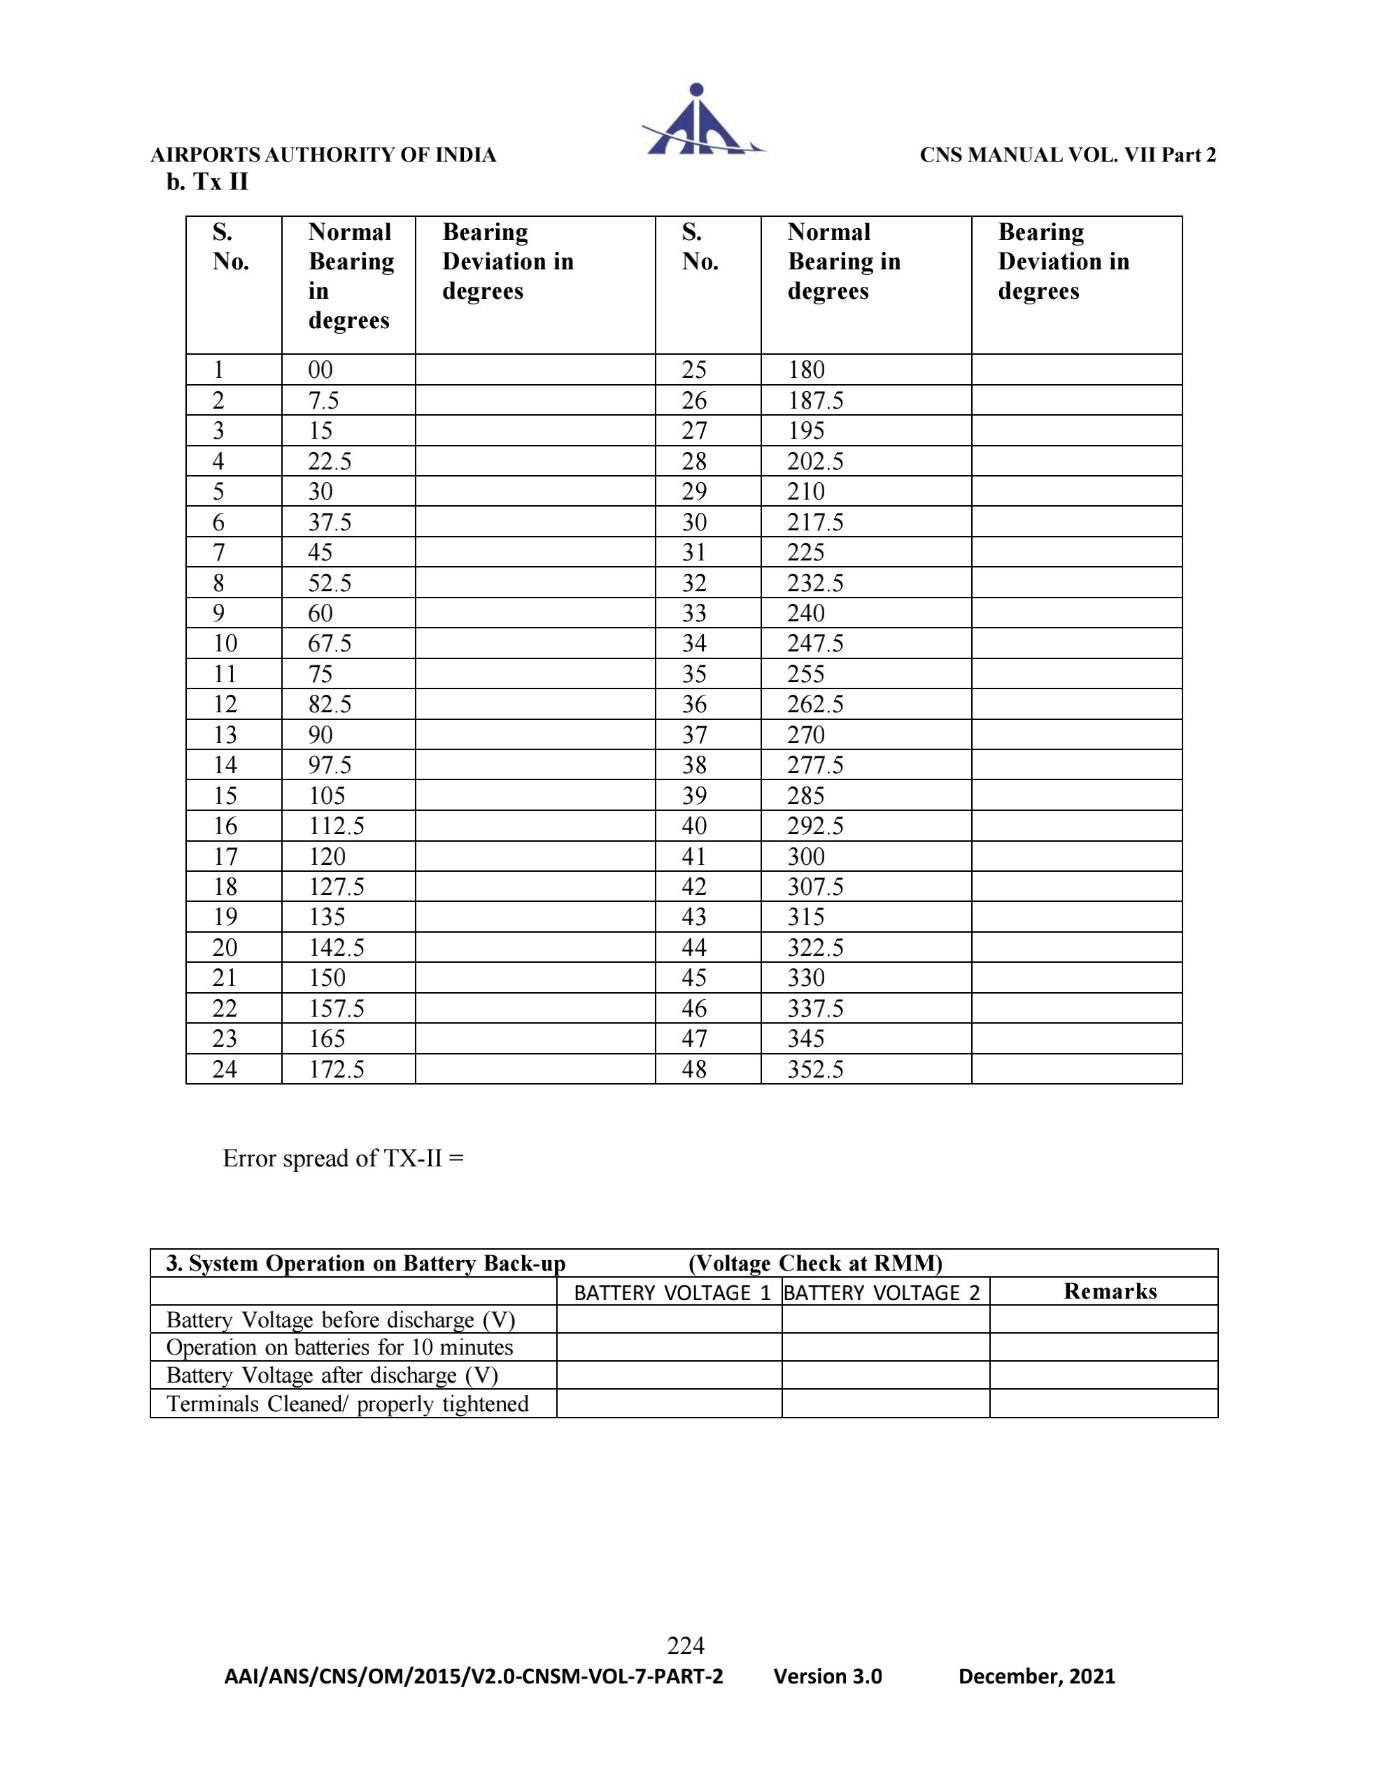 AIRPORTS AUTHORITY OF INDIA CNS MANUAL VOL. VII Part 2
b. Tx II
S. No. Normal Bearing in degrees Bearing Deviation in degrees S. No. Normal Bearing in degrees Bearing Deviation in degrees
1 00 25 180
2 7.5 26 187.5
3 15 27 195
4 22.5 28 202.5
5 30 29 210
6 37.5 30 217.5
7 45 31 225
8 52.5 32 232.5
9 60 33 240
10 67.5 34 247.5
11 75 35 255
12 82.5 36 262.5
13 90 37 270
14 97.5 38 277.5
15 105 39 285
16 112.5 40 292.5
17 120 41 300
18 127.5 42 307.5
19 135 43 315
20 142.5 44 322.5
21 150 45 330
22 157.5 46 337.5
23 165 47 345
24 172.5 48 352.5
Error spread of TX-II =
3. System Operation on Battery Back-up (Voltage Check at RMM)
BATTERY VOLTAGE 1 BATTERY VOLTAGE 2 Remarks
Battery Voltage before discharge (V)
Operation on batteries for 10 minutes
Battery Voltage after discharge (V)
Terminals Cleaned/ properly tightened
224
AAI/ANS/CNS/OM/2015/V2.0-CNSM-VOL-7-PART-2 Version 3.0 December, 2021